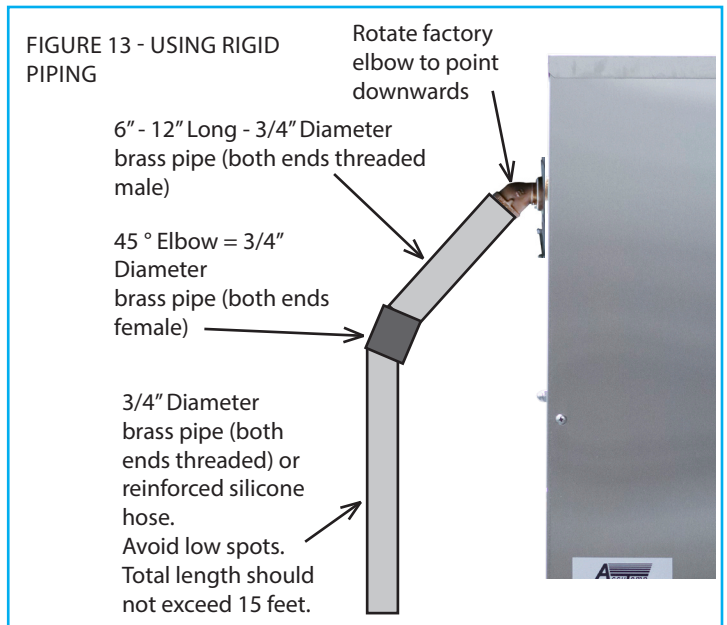 FIGURE 13 - USING RIGID
PIPING
Rotate factory
elbow to point
downwards
6” - 12” Long - 3/4” Diameter
brass pipe (both ends threaded
male)
45 ° Elbow = 3/4”
Diameter
brass pipe (both ends
female)
3/4” Diameter
brass pipe (both
ends threaded) or
reinforced silicone
hose.
Avoid low spots.
Total length should
not exceed 15 feet.